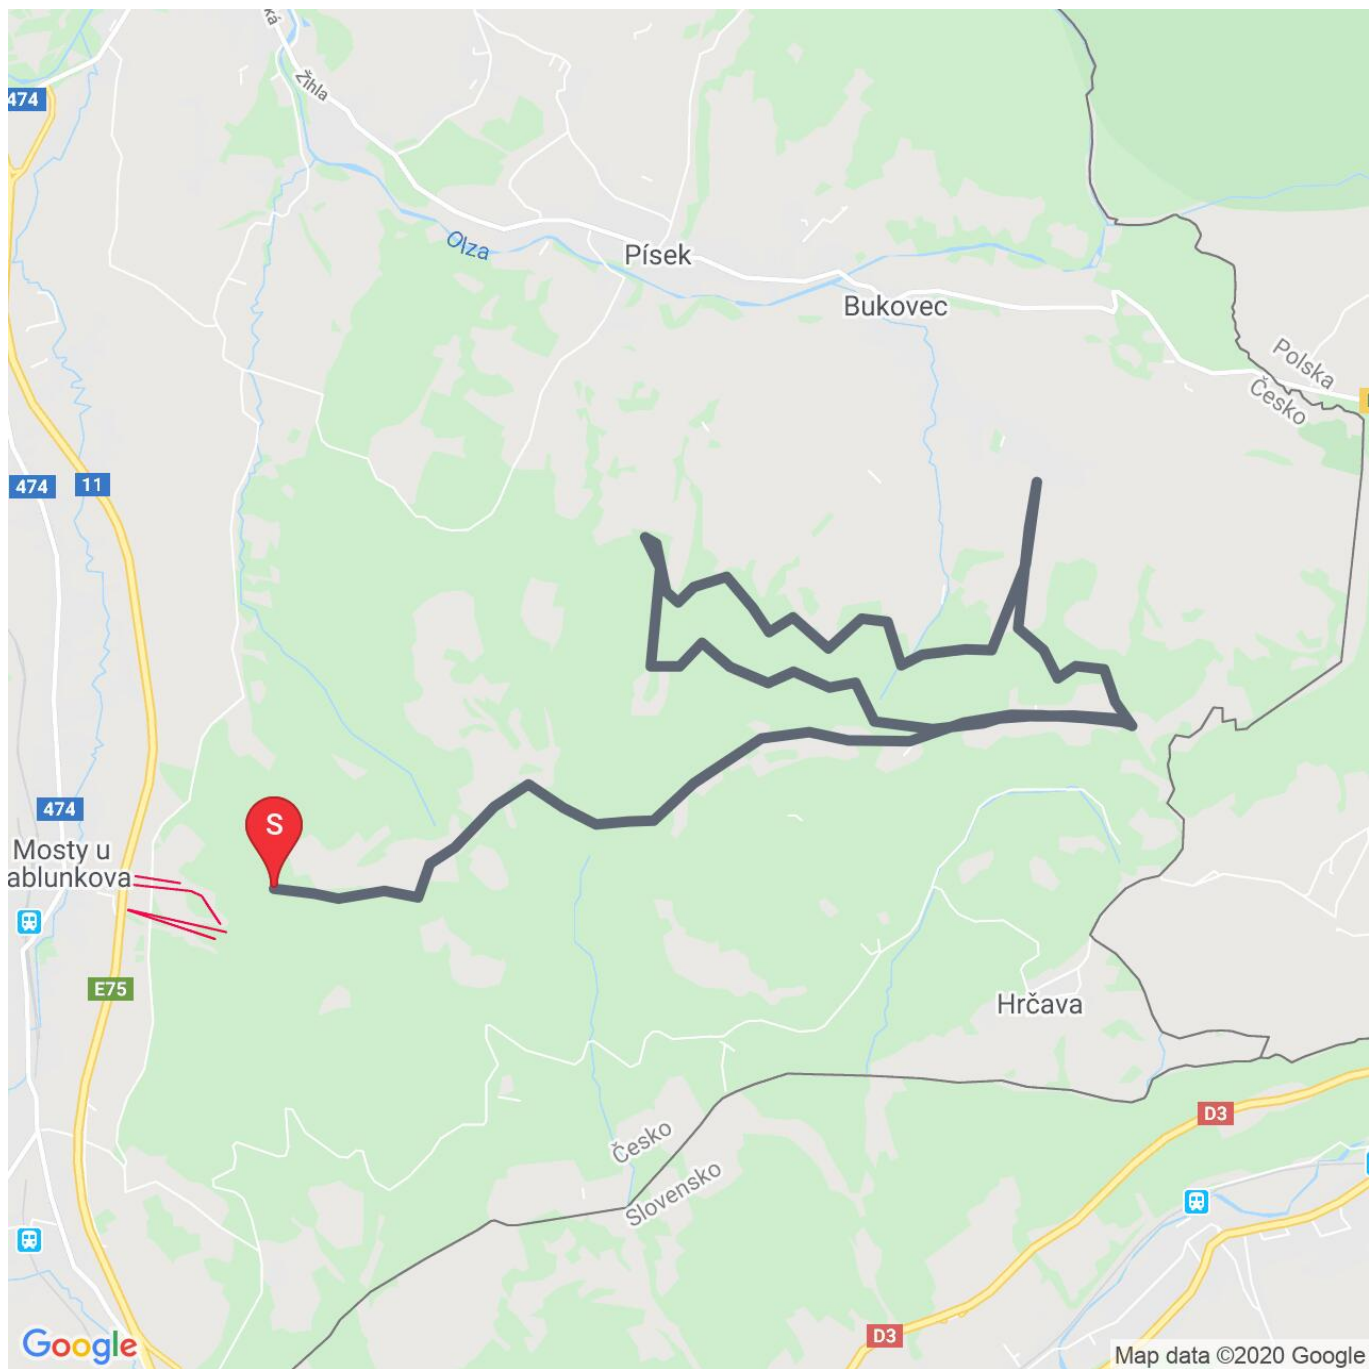 ká
Žihla
474
Olza
Písek
Bukovec
Polska
Česko
474
11
474
S
Mosty u
ablunkova
E75
Hrčava
Česko
Slovensko
D3
D3
Google
Map data ©2020 Google